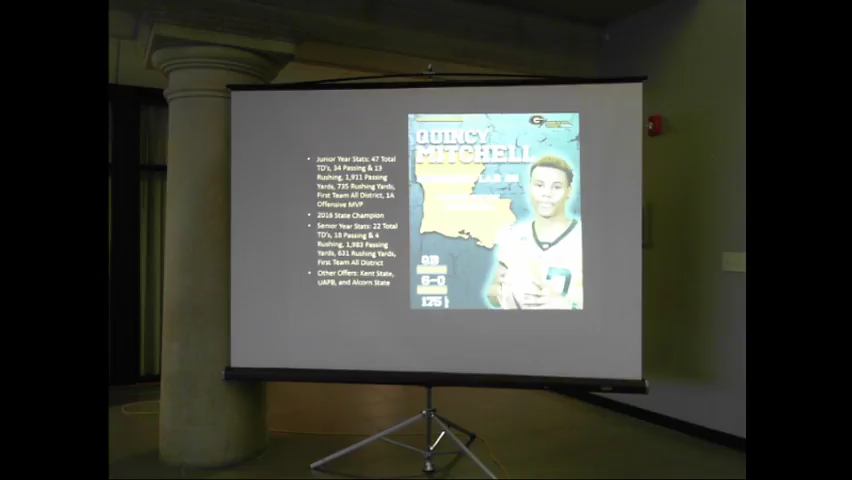 • Junior Year Stats: 47 Total
TD's, 34 Passing & 13
Rushing, 1,911 Passing
Yards, 735 Rushing Yards,
First Team All District, 1A
Offensive MVP
• 2016 State Champion
• Senior Year Stats: 22 Total
TD's, 18 Passing & 4
Rushing, 1,983 Passing
Yards, 631 Rushing Yards,
First Team All District
• Other Offers: Kent State,
UAPB, and Alcorn State
QUINCY
MITCHELL
QB
6-0
175